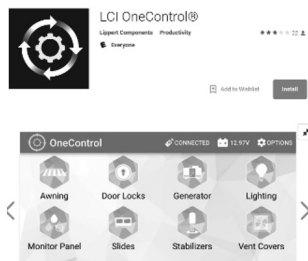 LCI OneControl®
Lippert Components Productivity
Everyone
Add to Wishlist Install
OneControl CONNECTED 12.97V OPTIONS
Awning Door Locks Generator Lighting
Monitor Panel Slides Stabilizers Vent Covers